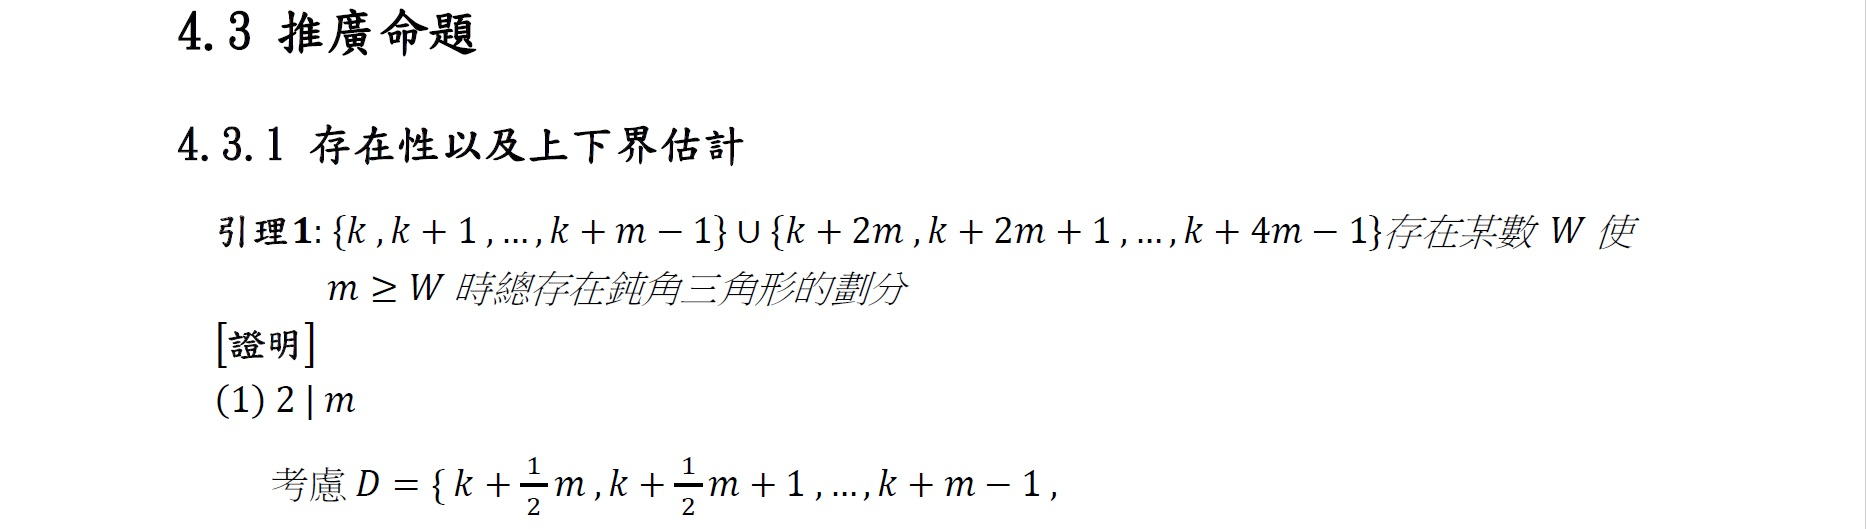 4.3 推廣命題
4.3.1 存在性以及上下界估計
引理1: {k , k + 1 , … , k + m − 1} ∪ {k + 2m , k + 2m + 1 , … , k + 4m − 1}存在某數 W 使
m ≥ W 時總存在鈍角三角形的劃分
[證明]
(1) 2 | m
考慮 D = { k + 1/2 m , k + 1/2 m + 1 , … , k + m − 1 ,